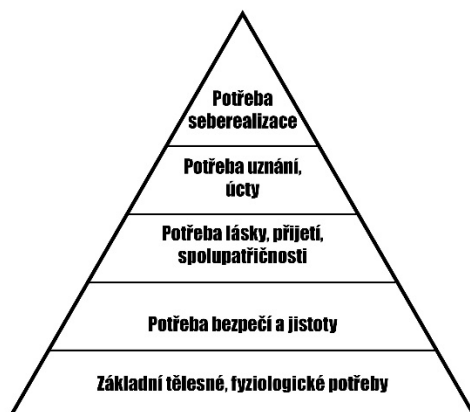 Potřeba
seberealizace
Potřeba uznání,
úcty
Potřeba lásky, přijetí,
spolupatřičnosti
Potřeba bezpečí a jistoty
Základní tělesné, fyziologické potřeby